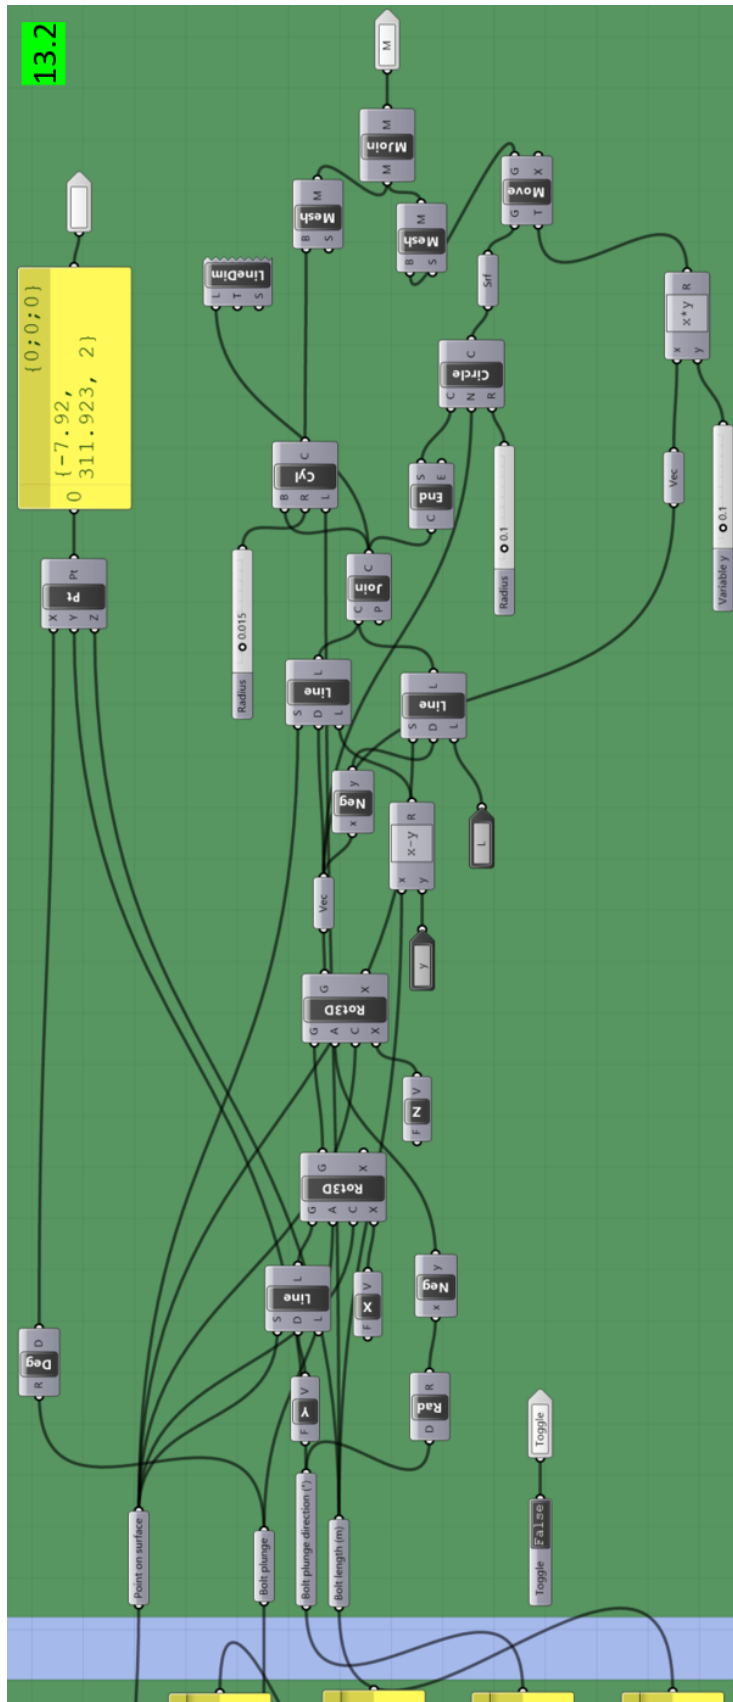 13.2
{0;0;0}
0 {-7.92,
311.923, 2}
R Deg D
X
Y
Z
Pt
Pt
Point on surface
Bolt plunge
Bolt plunge direction (°)
Bolt length (m)
F Y V
S
D
L
Line
L
F X V
D Rad R
x Neg y
G
A
C
X
Rot3D
G
X
F Z V
G
A
C
X
Rot3D
G
X
Vec
y
x
y
x-y
R
x Neg y
L
S
D
L
Line
L
S
D
L
Line
L
C
P
Join
C
Radius 0.015
B
R
L
Cyl
C
L
T
S
LineDim
C End S
E
Radius 0.1
C
N
R
Circle
C
Srf
B
S
Mesh
M
B
S
Mesh
M
M MJoin M
M
G
T
Move
G
X
Vec
Variable y 0.1
x
y
x*y
R
Toggle False
Toggle